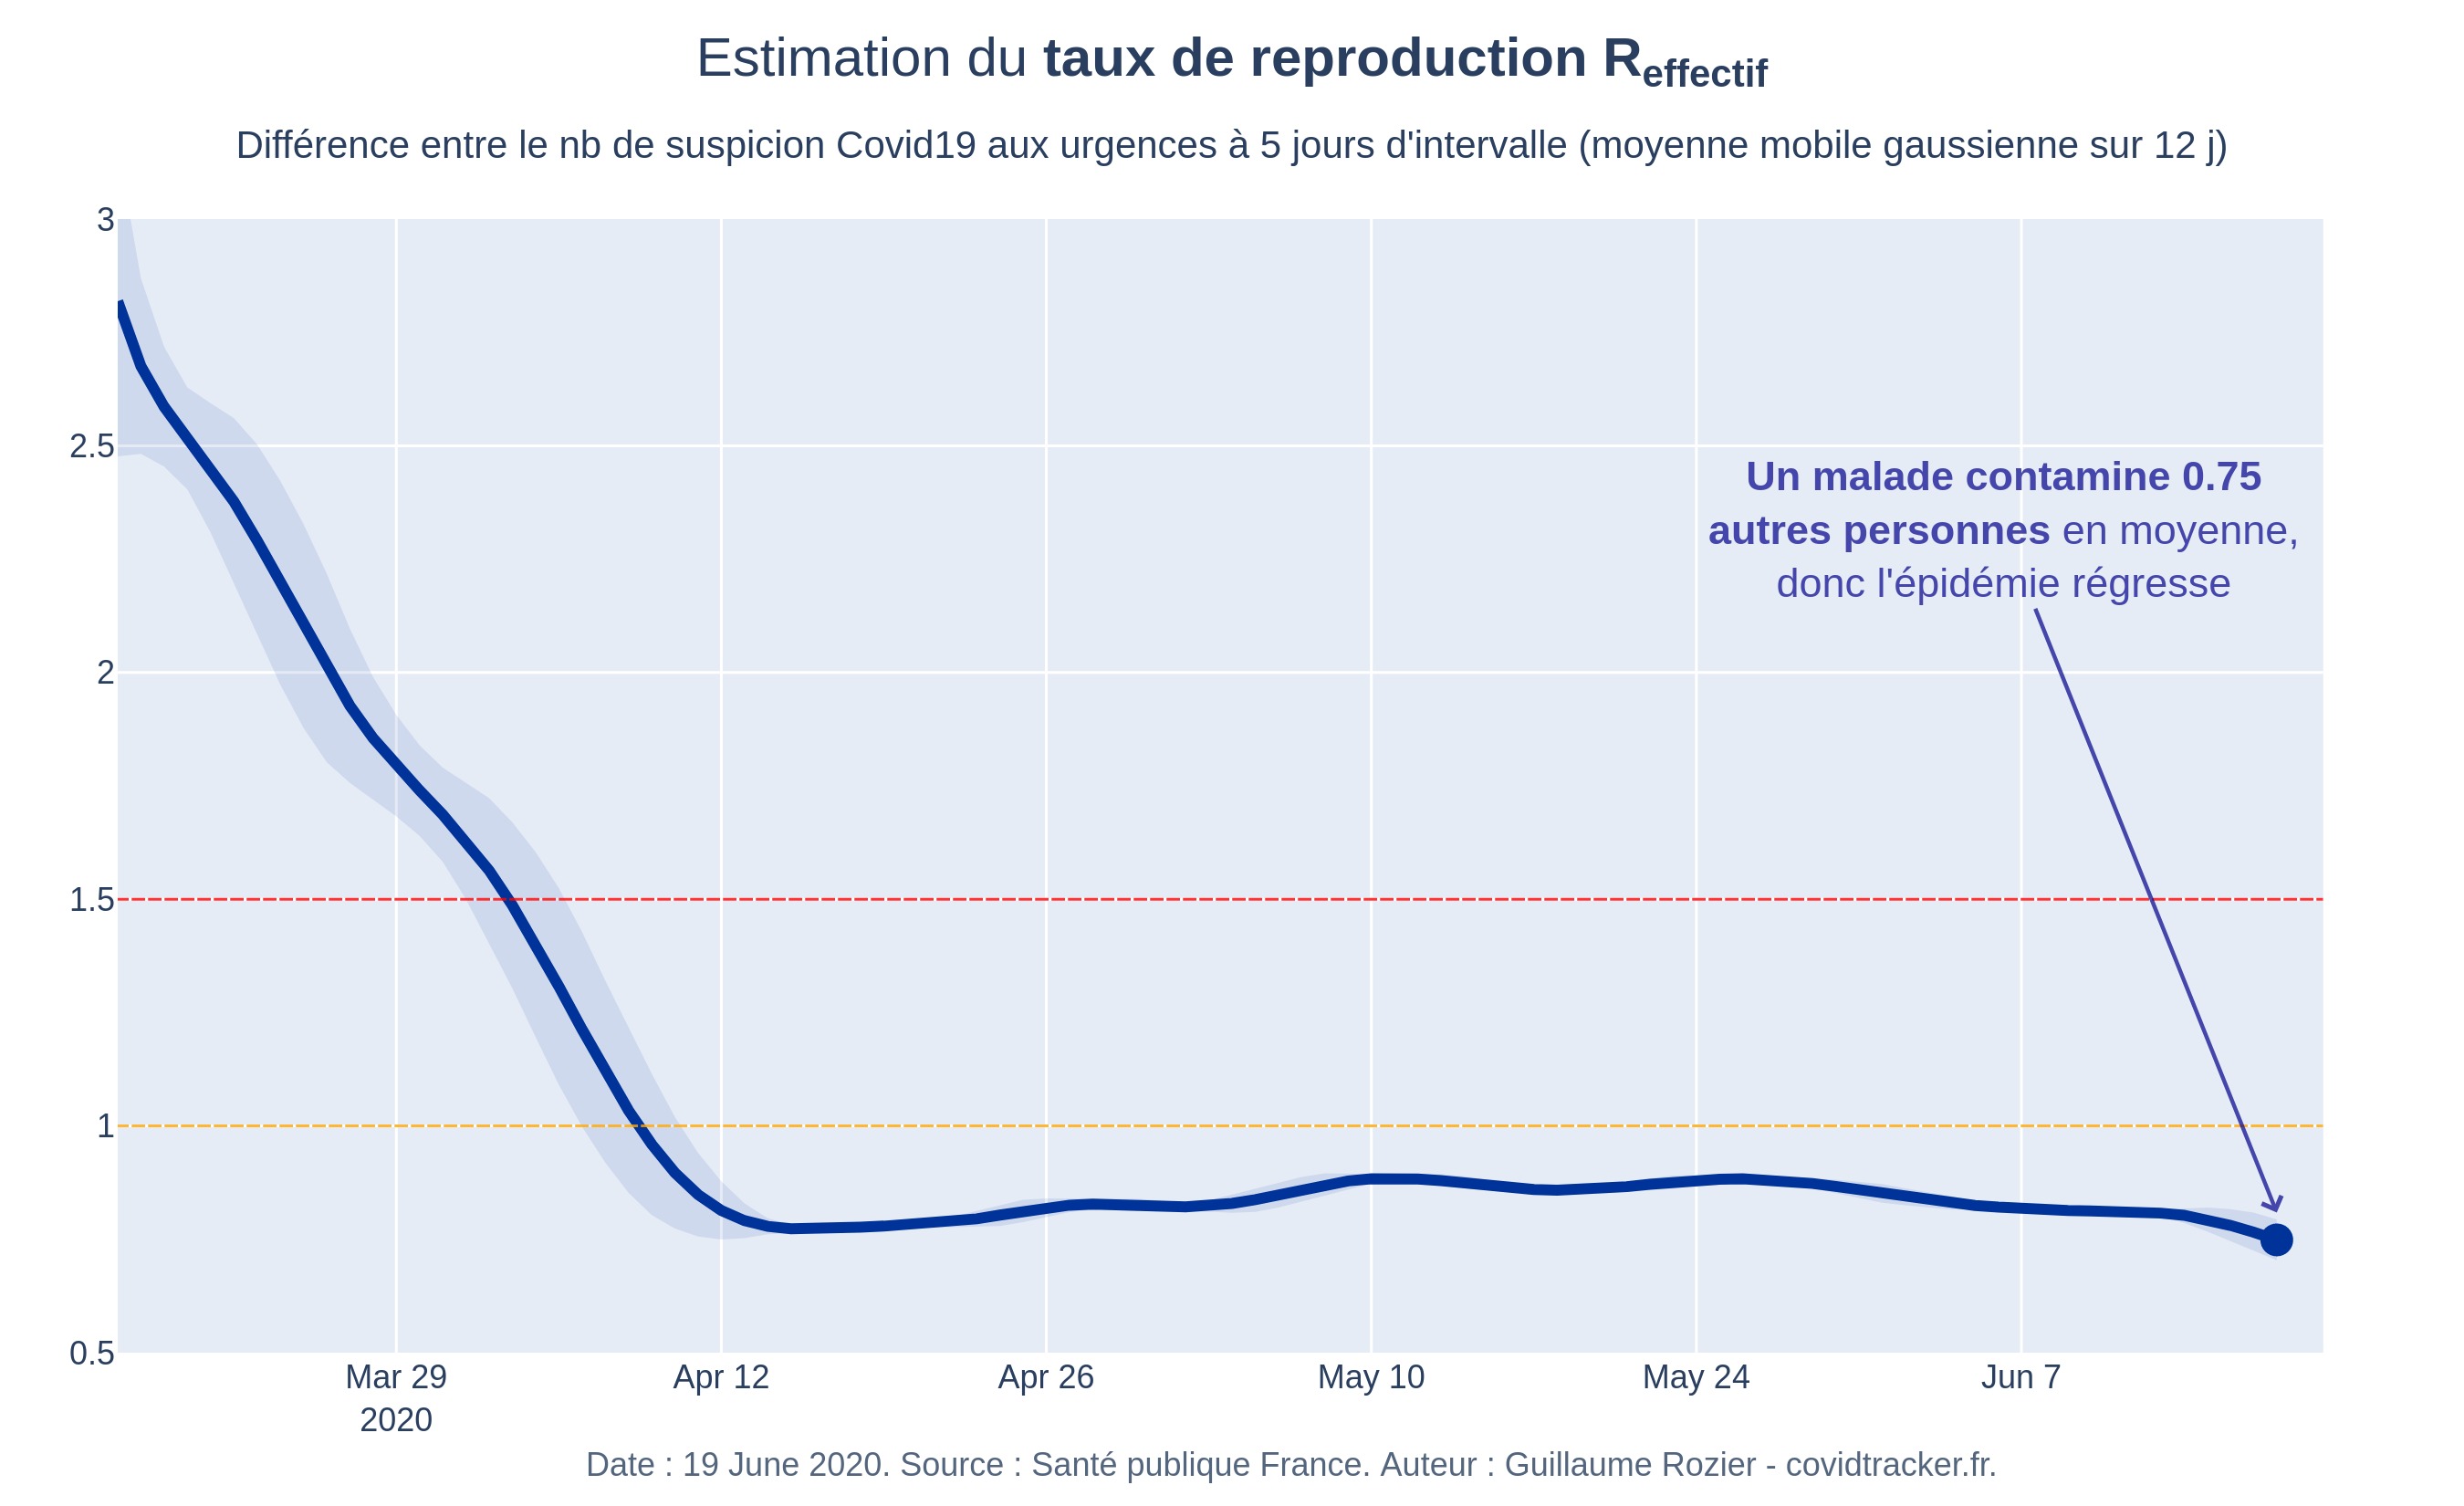 Estimation du taux de reproduction Reffectif
Différence entre le nb de suspicion Covid19 aux urgences à 5 jours d'intervalle (moyenne mobile gaussienne sur 12 j)
3
2.5
Un malade contamine 0.75
autres personnes en moyenne,
donc l'épidémie régresse
2
1.5
1
0.5
Mar 29 Apr 12 Apr 26 May 10 May 24 Jun 7
2020
Date : 19 June 2020. Source : Santé publique France. Auteur : Guillaume Rozier - covidtracker.fr.